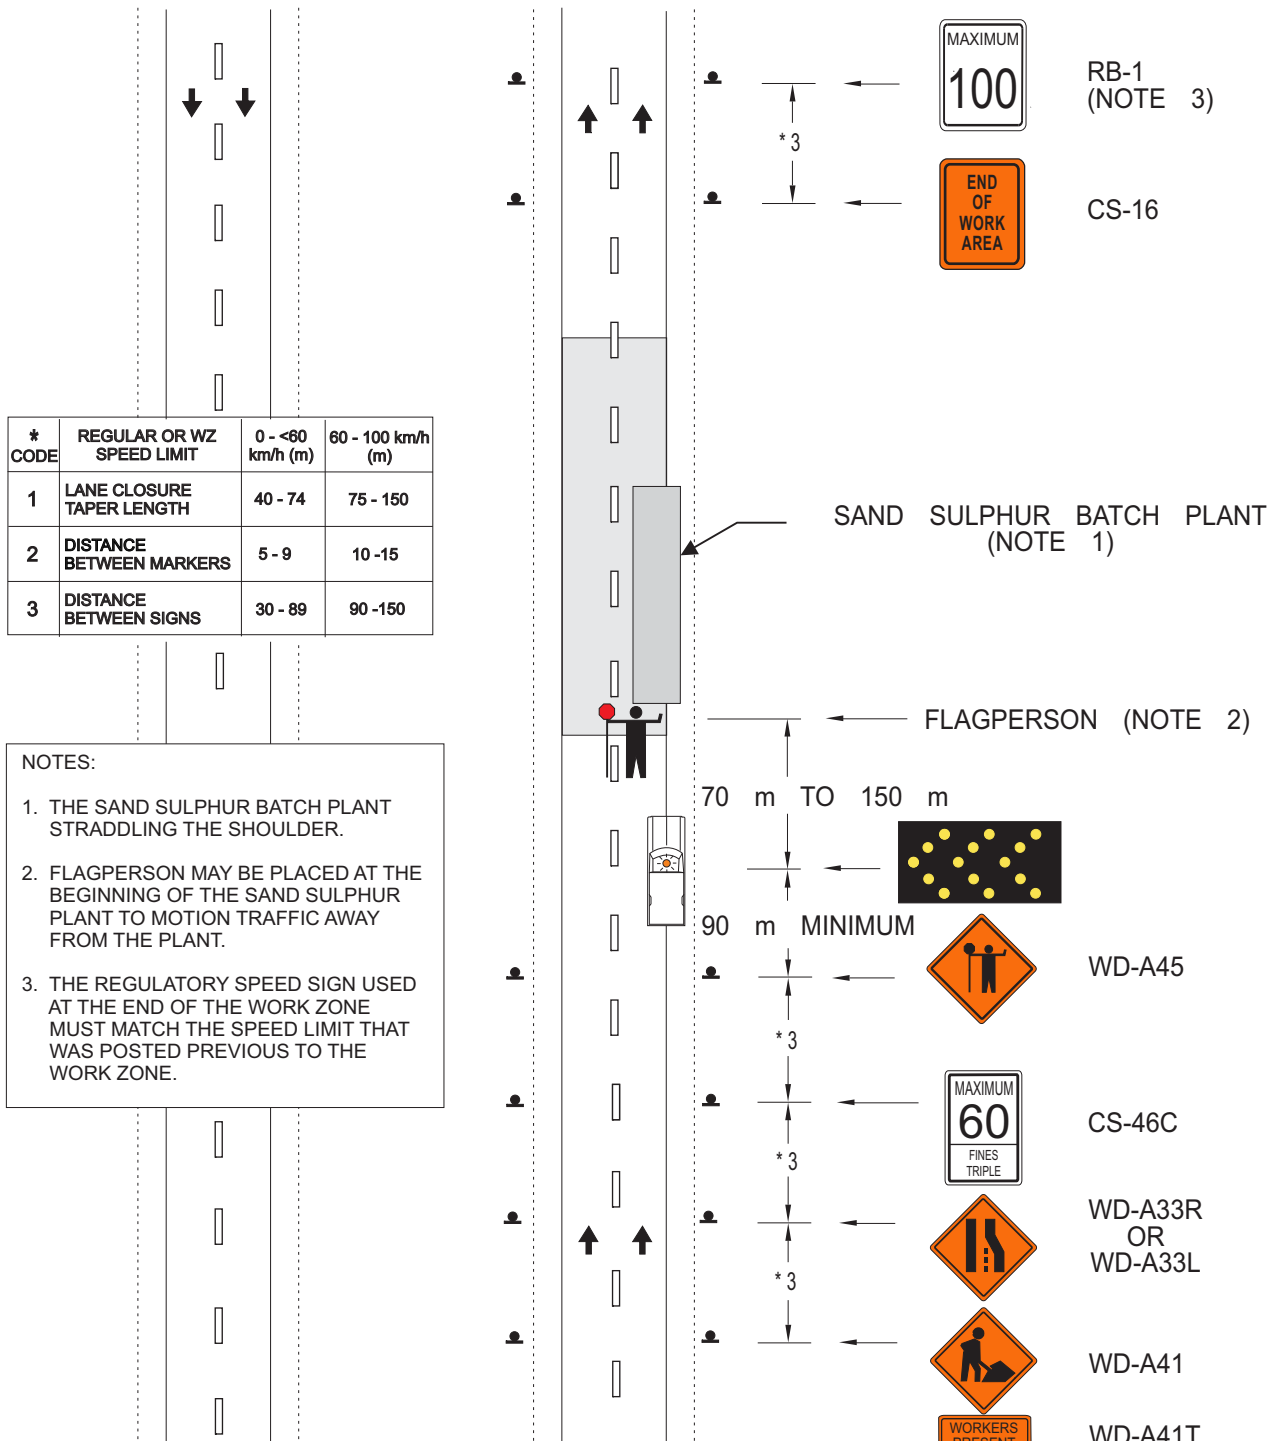 MAXIMUM
100
RB-1
(NOTE 3)
* 3
END
OF
WORK
AREA
CS-16
* CODE
REGULAR OR WZ SPEED LIMIT
0 - <60 km/h (m)
60 - 100 km/h (m)
1 LANE CLOSURE TAPER LENGTH 40 - 74 75 - 150
2 DISTANCE BETWEEN MARKERS 5 - 9 10 -15
3 DISTANCE BETWEEN SIGNS 30 - 89 90 -150
SAND SULPHUR BATCH PLANT
(NOTE 1)
FLAGPERSON (NOTE 2)
70 m TO 150 m
90 m MINIMUM
NOTES:
1. THE SAND SULPHUR BATCH PLANT
STRADDLING THE SHOULDER.
2. FLAGPERSON MAY BE PLACED AT THE
BEGINNING OF THE SAND SULPHUR
PLANT TO MOTION TRAFFIC AWAY
FROM THE PLANT.
3. THE REGULATORY SPEED SIGN USED
AT THE END OF THE WORK ZONE
MUST MATCH THE SPEED LIMIT THAT
WAS POSTED PREVIOUS TO THE
WORK ZONE.
WD-A45
* 3
MAXIMUM
60
FINES
TRIPLE
CS-46C
* 3
WD-A33R
OR
WD-A33L
* 3
WD-A41
WORKERS
PRESENT
WD-A41T